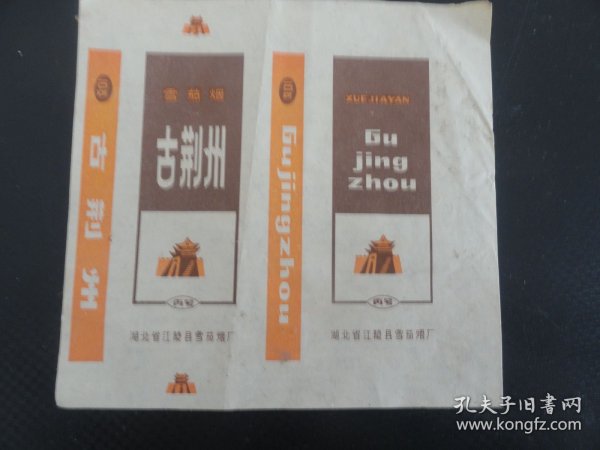 古荆州
雪茄烟
古荆州
丙级
湖北省江陵县雪茄烟厂
Gujingzhou
XUEJIAYAN
Gu
jing
zhou
丙级
湖北省江陵县雪茄烟厂
孔夫子旧书网
www.kongfz.com